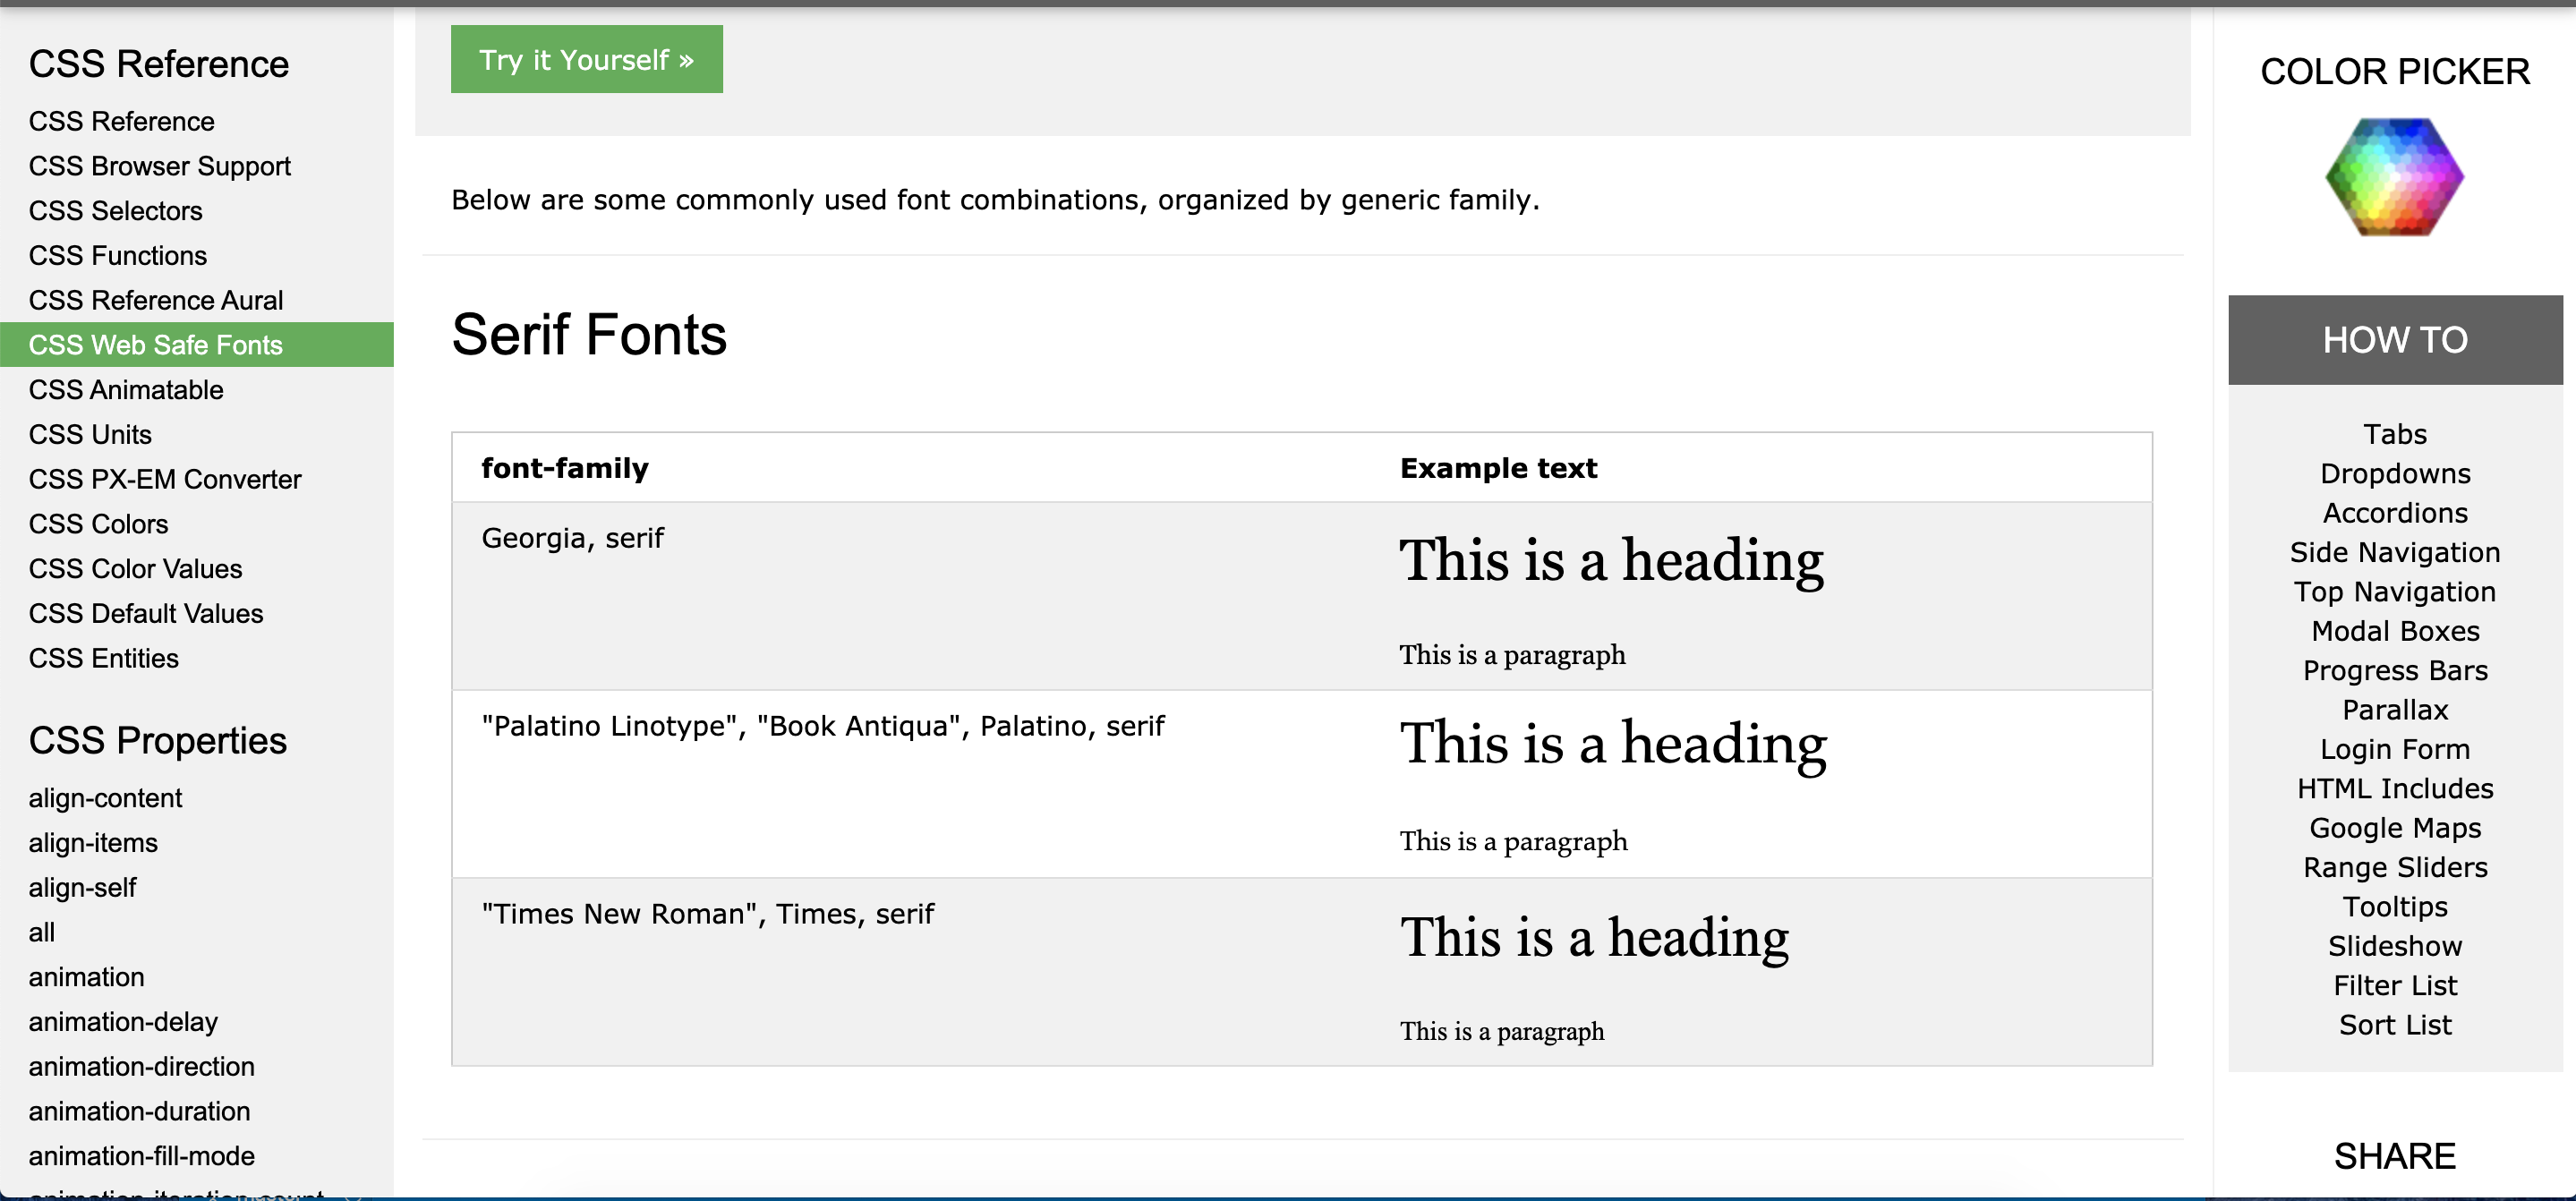 CSS Reference
CSS Reference
CSS Browser Support
CSS Selectors
CSS Functions
CSS Reference Aural
CSS Web Safe Fonts
CSS Animatable
CSS Units
CSS PX-EM Converter
CSS Colors
CSS Color Values
CSS Default Values
CSS Entities
CSS Properties
align-content
align-items
align-self
all
animation
animation-delay
animation-direction
animation-duration
animation-fill-mode
Try it Yourself »
Below are some commonly used font combinations, organized by generic family.
Serif Fonts
font-family Example text
Georgia, serif
This is a heading
This is a paragraph
"Palatino Linotype", "Book Antiqua", Palatino, serif
This is a heading
This is a paragraph
"Times New Roman", Times, serif
This is a heading
This is a paragraph
COLOR PICKER
HOW TO
Tabs
Dropdowns
Accordions
Side Navigation
Top Navigation
Modal Boxes
Progress Bars
Parallax
Login Form
HTML Includes
Google Maps
Range Sliders
Tooltips
Slideshow
Filter List
Sort List
SHARE